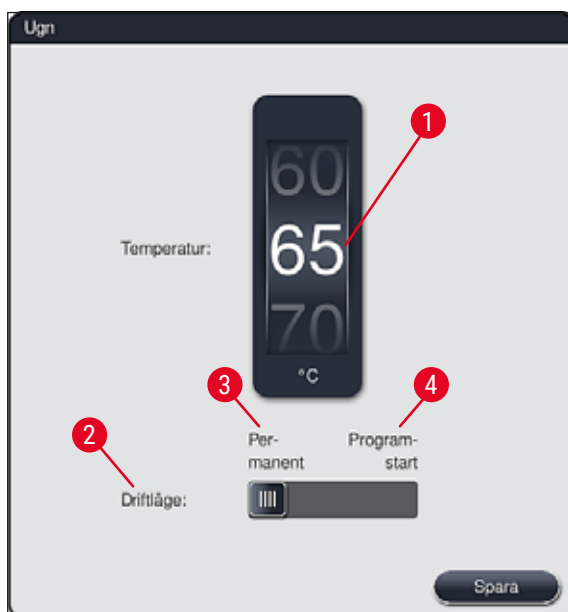 Ugn
1
60
Temperatur: 65
70
°C
3 4
2
Per- Program-
manent start
Driftläge:
Spara